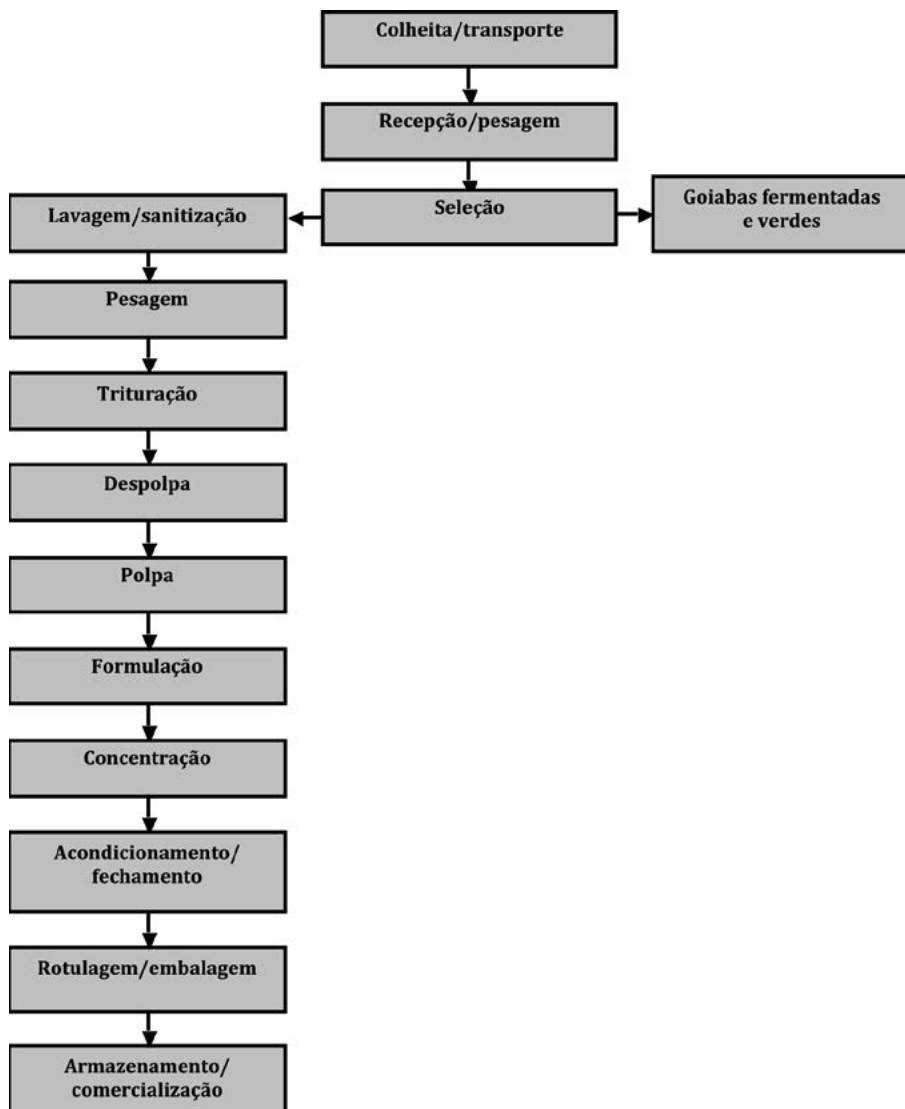 Colheita/transporte
Recepção/pesagem
Seleção
Goiabas fermentadas
e verdes
Lavagem/sanitização
Pesagem
Trituração
Despolpa
Polpa
Formulação
Concentração
Acondicionamento/
fechamento
Rotulagem/embalagem
Armazenamento/
comercialização